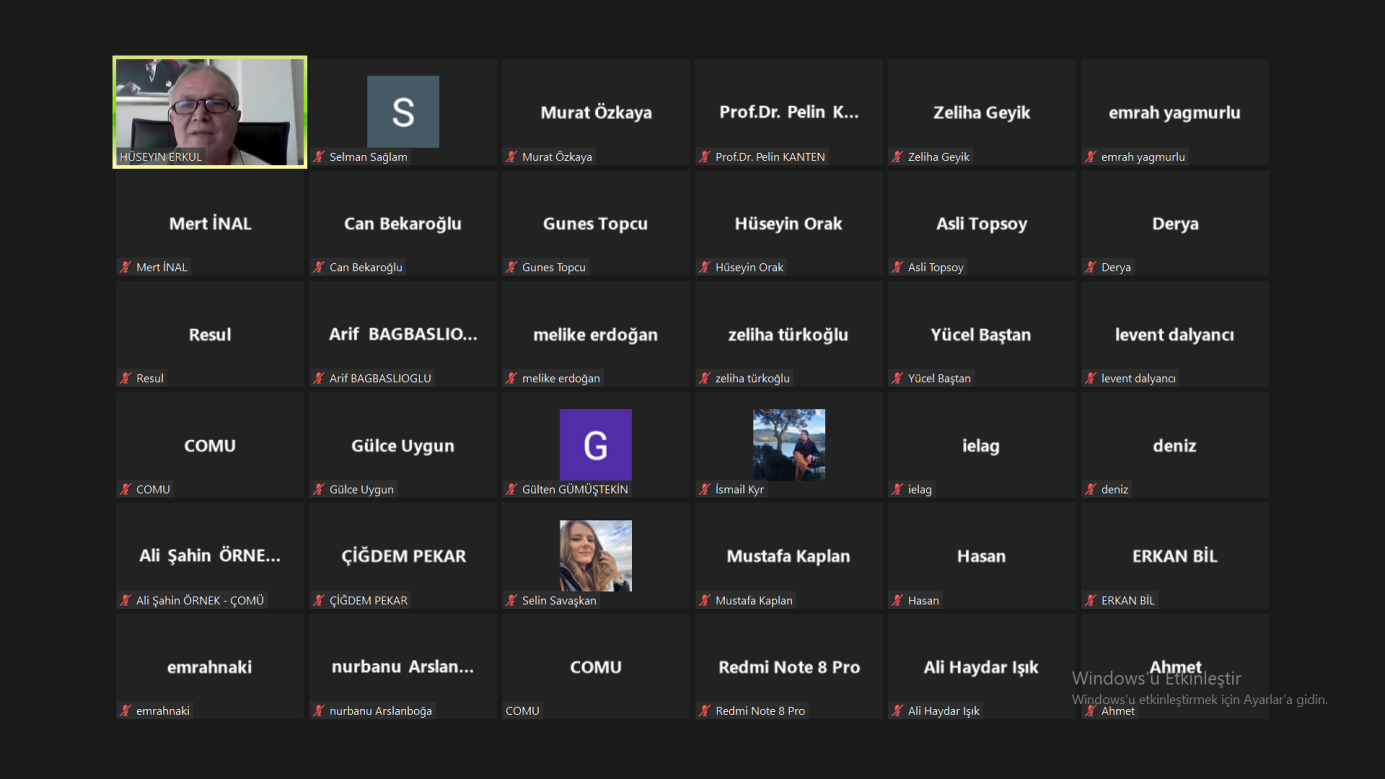 HÜSEYIN ERKUL
S
Selman Sağlam
Murat Özkaya
Murat Özkaya
Prof.Dr. Pelin K...
Prof.Dr. Pelin KANTEN
Zeliha Geyik
Zeliha Geyik
emrah yagmurlu
emrah yagmurlu
Mert İNAL
Mert İNAL
Can Bekaroğlu
Can Bekaroğlu
Gunes Topcu
Gunes Topcu
Hüseyin Orak
Hüseyin Orak
Asli Topsoy
Asli Topsoy
Derya
Derya
Resul
Resul
Arif BAGBASLIO...
Arif BAGBASLIOGLU
melike erdoğan
melike erdoğan
zeliha türkoğlu
zeliha türkoğlu
Yücel Baştan
Yücel Baştan
levent dalyancı
levent dalyancı
COMU
COMU
Gülce Uygun
Gülce Uygun
G
Gülten GÜMÜŞTEKİN
İsmail Kyr
ielag
ielag
deniz
deniz
Ali Şahin ÖRNE...
Ali Şahin ÖRNEK - ÇOMÜ
ÇİĞDEM PEKAR
ÇİĞDEM PEKAR
Selin Savaşkan
Mustafa Kaplan
Mustafa Kaplan
Hasan
Hasan
ERKAN BİL
ERKAN BİL
emrahnaki
emrahnaki
nurbanu Arslan...
nurbanu Arslanboğa
COMU
COMU
Redmi Note 8 Pro
Redmi Note 8 Pro
Ali Haydar Işık
Ali Haydar Işık
Ahmet
Ahmet
Windows'u Etkinleştir
Windows'u etkinleştirmek için Ayarlar'a gidin.